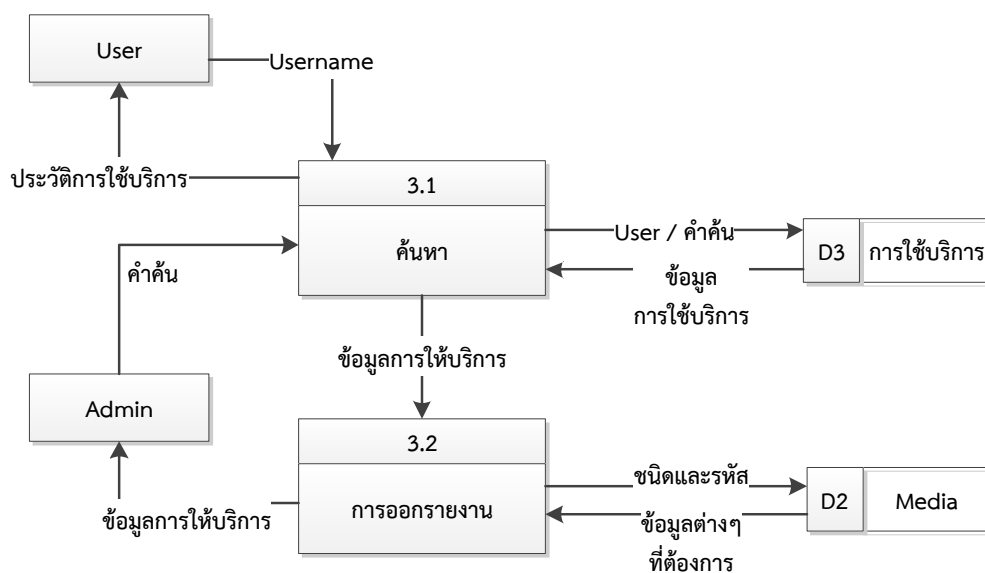 User
Username
ประวัติการใช้บริการ
3.1
ค้นหา
User / คำค้น
D3
การใช้บริการ
ข้อมูล
การใช้บริการ
คำค้น
ข้อมูลการให้บริการ
Admin
3.2
การออกรายงาน
ชนิดและรหัส
D2
Media
ข้อมูลการให้บริการ
ข้อมูลต่างๆ
ที่ต้องการ